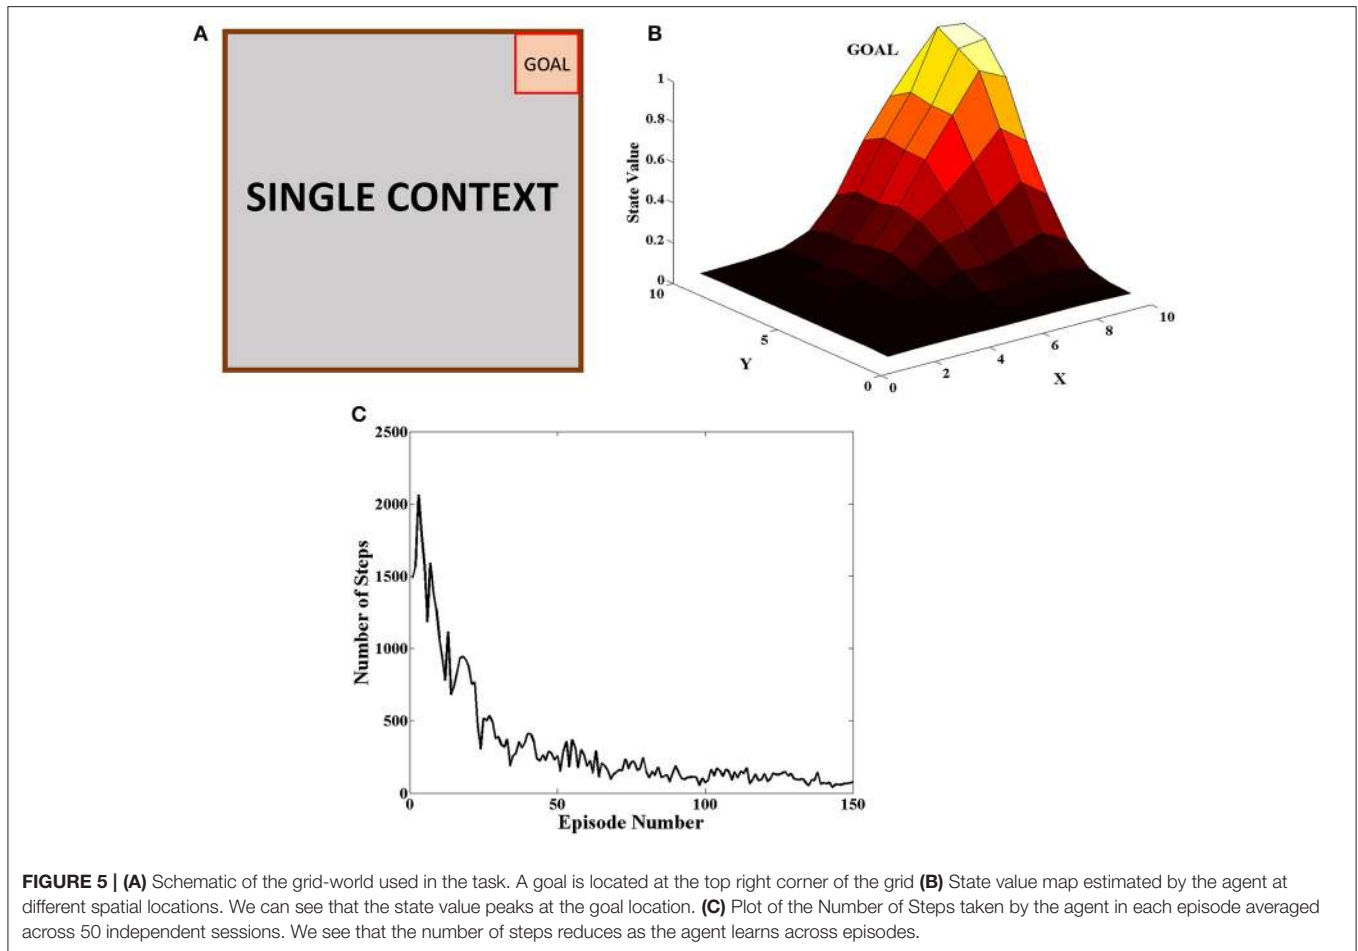 A
GOAL
SINGLE CONTEXT
B
GOAL
1
0.8
0.6
0.4
0.2
0
State Value
10
5
0
Y
0
2
4
6
8
10
X
C
2500
2000
1500
1000
500
0
Number of Steps
0
50
100
150
Episode Number
FIGURE 5 | (A) Schematic of the grid-world used in the task. A goal is located at the top right corner of the grid (B) State value map estimated by the agent at
different spatial locations. We can see that the state value peaks at the goal location. (C) Plot of the Number of Steps taken by the agent in each episode averaged
across 50 independent sessions. We see that the number of steps reduces as the agent learns across episodes.